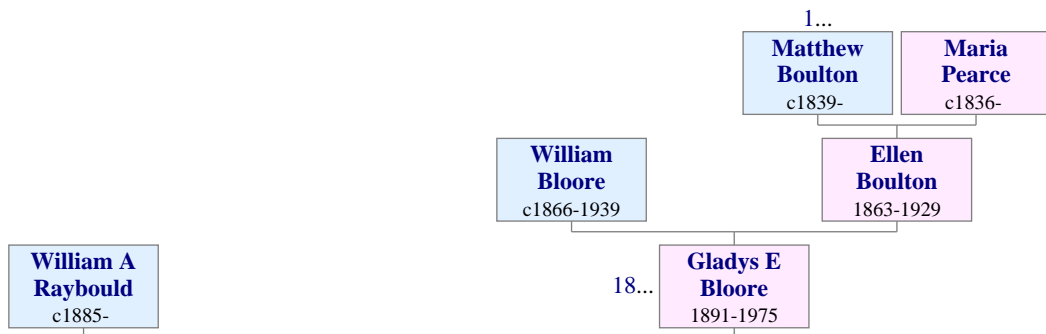 1...
Matthew
Boulton
c1839-
Maria
Pearce
c1836-
William
Bloore
c1866-1939
Ellen
Boulton
1863-1929
William A
Raybould
c1885-
18...
Gladys E
Bloore
1891-1975